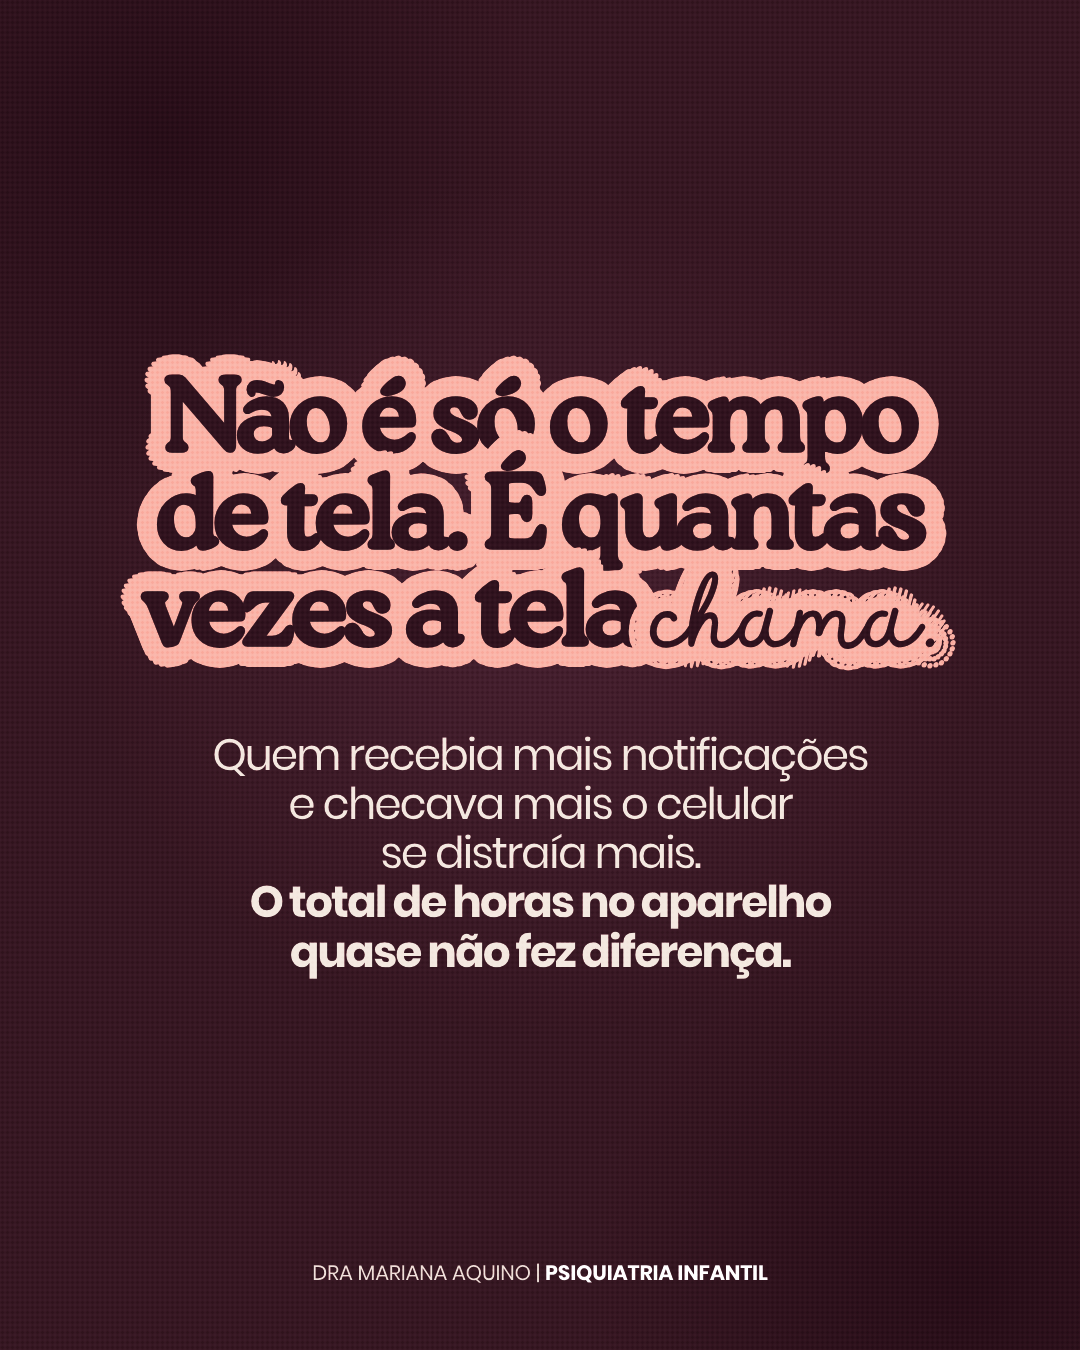 Não é só o tempo
de tela. É quantas
vezes a tela chama.
Quem recebia mais notificações
e checava mais o celular
se distraía mais.
O total de horas no aparelho
quase não fez diferença.
DRA MARIANA AQUINO | PSIQUIATRIA INFANTIL